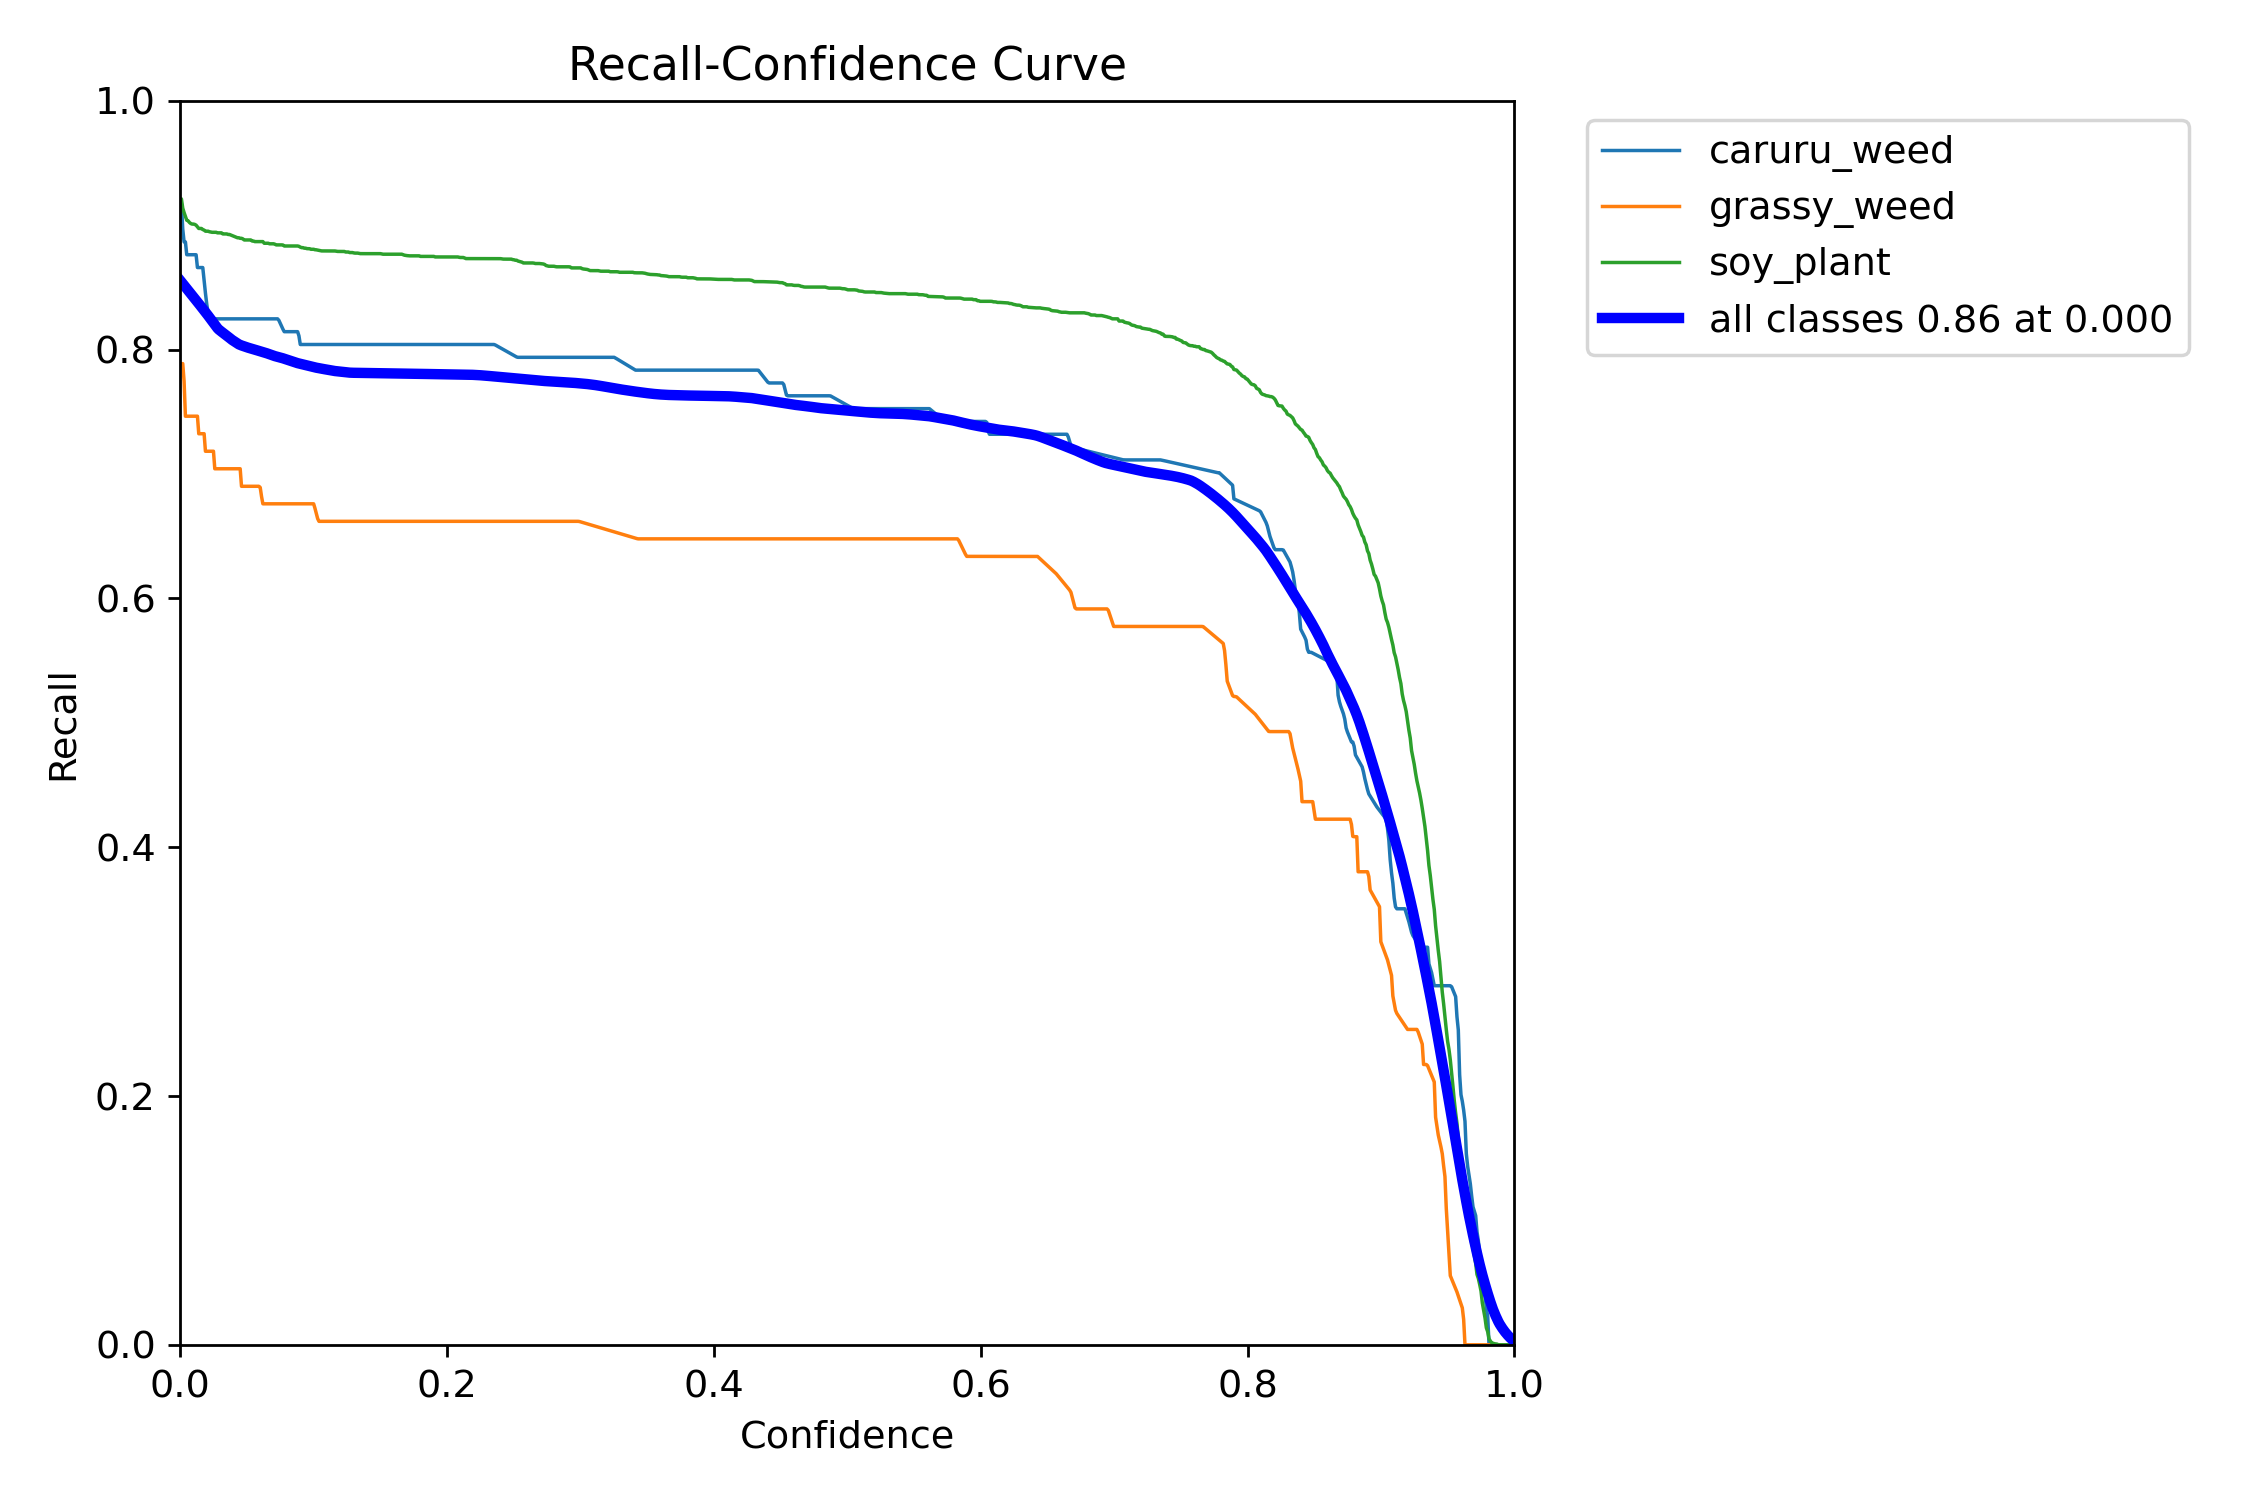 Recall-Confidence Curve
1.0
0.8
0.6
0.4
0.2
0.0
Recall
0.0 0.2 0.4 0.6 0.8 1.0
Confidence
caruru_weed
grassy_weed
soy_plant
all classes 0.86 at 0.000